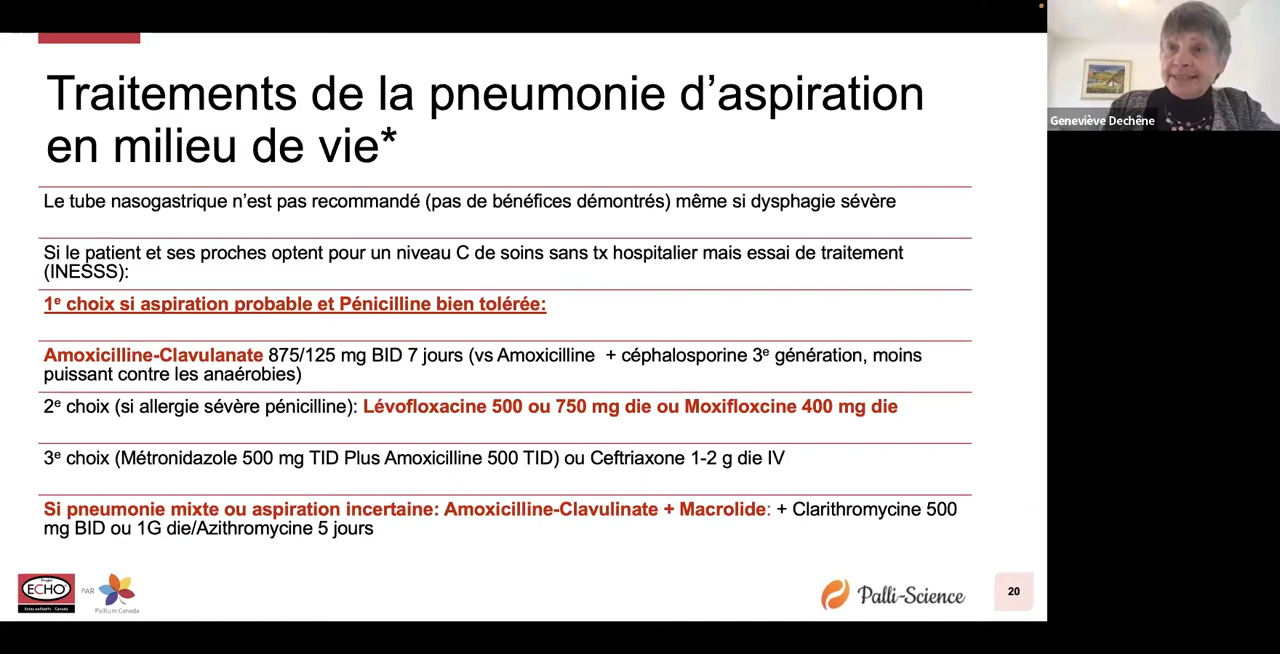 Traitements de la pneumonie d’aspiration
en milieu de vie*
Geneviève Dechêne
Le tube nasogastrique n’est pas recommandé (pas de bénéfices démontrés) même si dysphagie sévère
Si le patient et ses proches optent pour un niveau C de soins sans tx hospitalier mais essai de traitement
(INESSS):
1e choix si aspiration probable et Pénicilline bien tolérée:
Amoxicilline-Clavulanate 875/125 mg BID 7 jours (vs Amoxicilline + céphalosporine 3e génération, moins
puissant contre les anaérobies)
2e choix (si allergie sévère pénicilline): Lévofloxacine 500 ou 750 mg die ou Moxifloxcine 400 mg die
3e choix (Métronidazole 500 mg TID Plus Amoxicilline 500 TID) ou Ceftriaxone 1-2 g die IV
Si pneumonie mixte ou aspiration incertaine: Amoxicilline-Clavulinate + Macrolide: + Clarithromycine 500
mg BID ou 1G die/Azithromycine 5 jours
Projet
ECHO
Soins palliatifs Canada
PAR
Pallium Canada
Palli-Science
20